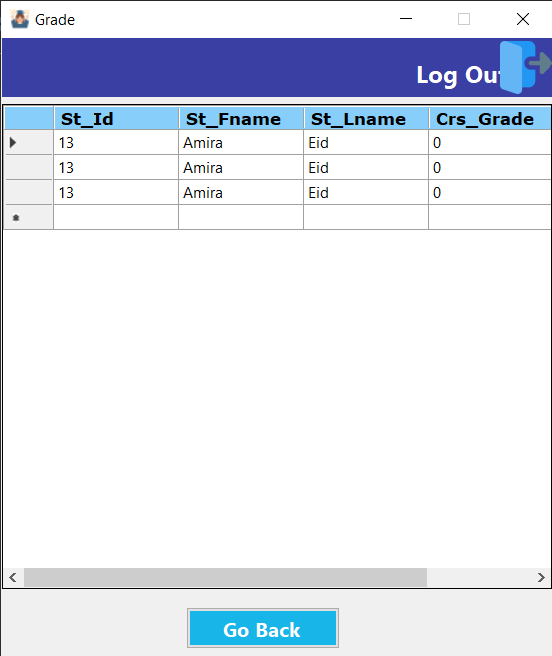 Grade
Log Out
St_Id St_Fname St_Lname Crs_Grade
13 Amira Eid 0
13 Amira Eid 0
13 Amira Eid 0
Go Back